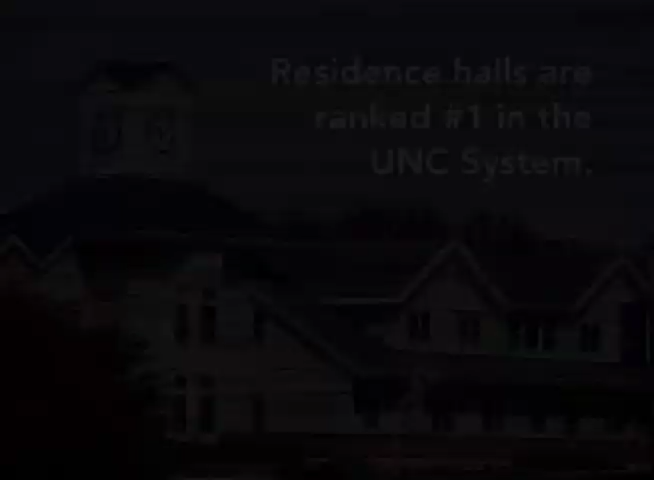 Residence halls are
ranked #1 in the
UNC System.